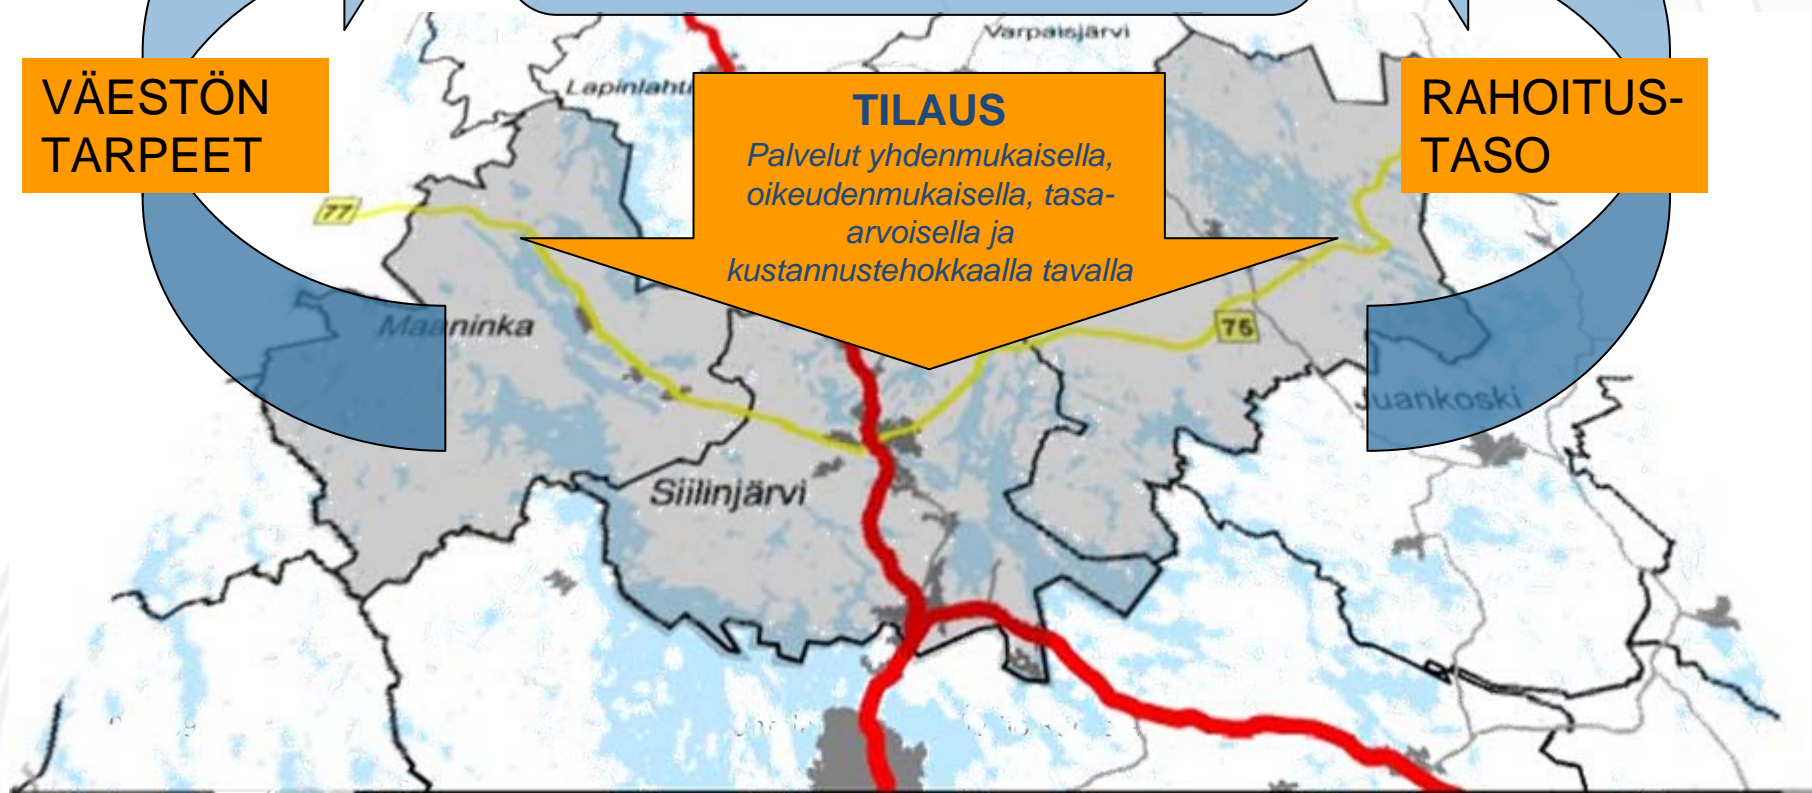 Varpaisjärvi
Lapinlahti
VÄESTÖN
TARPEET
TILAUS
Palvelut yhdenmukaisella,
oikeudenmukaisella, tasa-
arvoisella ja
kustannustehokkaalla tavalla
RAHOITUS-
TASO
77
Maaninka
75
Juankoski
Siilinjärvi